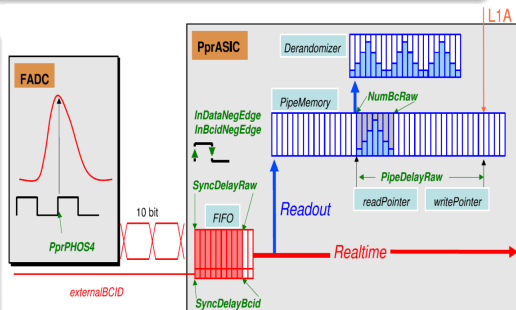 L1A
PprASIC
Derandomizer
FADC
PipeMemory
NumBcRaw
InDataNegEdge
InBcidNegEdge
PipeDelayRaw
SyncDelayRaw
readPointer
writePointer
FIFO
Readout
10 bit
PprPHOS4
Realtime
externalBCID
SyncDelayBcid